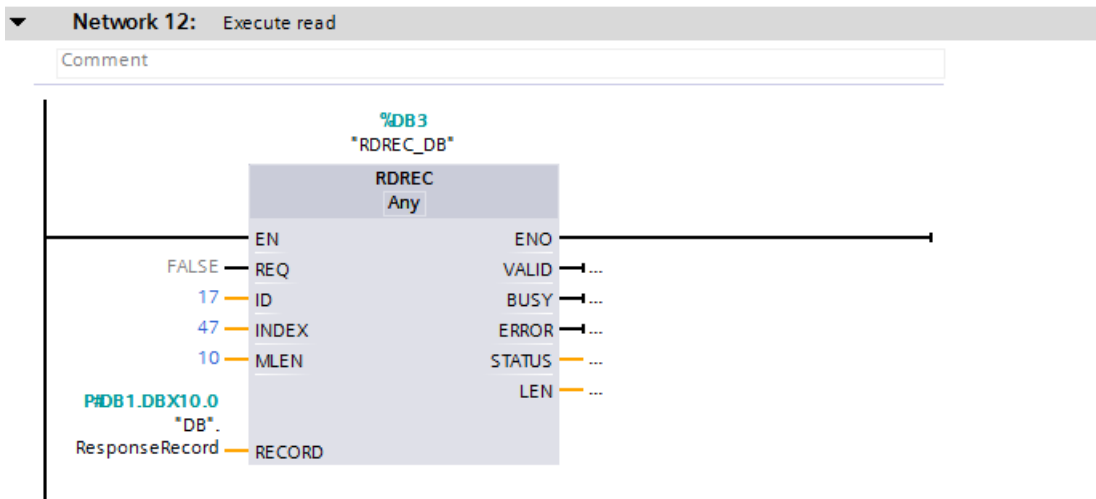 Network 12: Execute read
Comment
%DB3
"RDREC_DB"
RDREC
Any
EN ENO
FALSE REQ VALID ...
17 ID BUSY ...
47 INDEX ERROR ...
10 MLEN STATUS ...
LEN ...
P#DB1.DBX10.0
"DB".
ResponseRecord RECORD